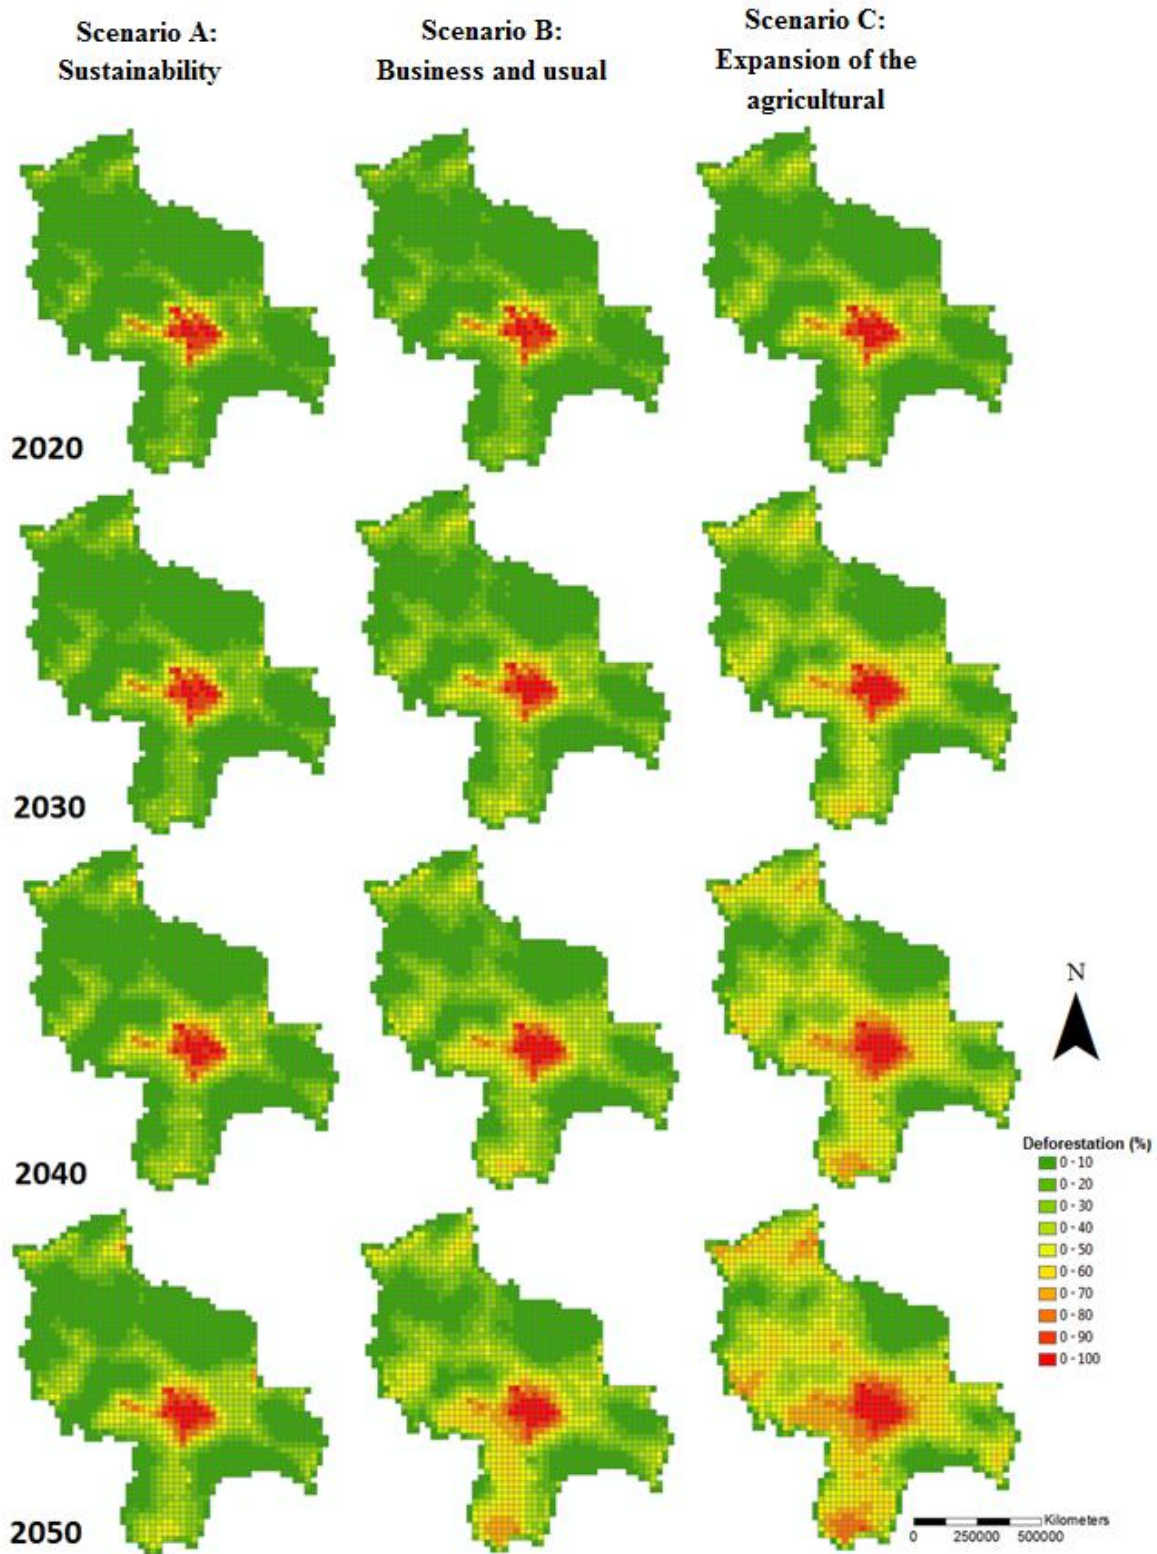 Scenario A:
Sustainability
Scenario B:
Business and usual
Scenario C:
Expansion of the
agricultural
2020
2030
2040
2050
N
Deforestation (%)
0 - 10
0 - 20
0 - 30
0 - 40
0 - 50
0 - 60
0 - 70
0 - 80
0 - 90
0 - 100
Kilometers
0 250000 500000